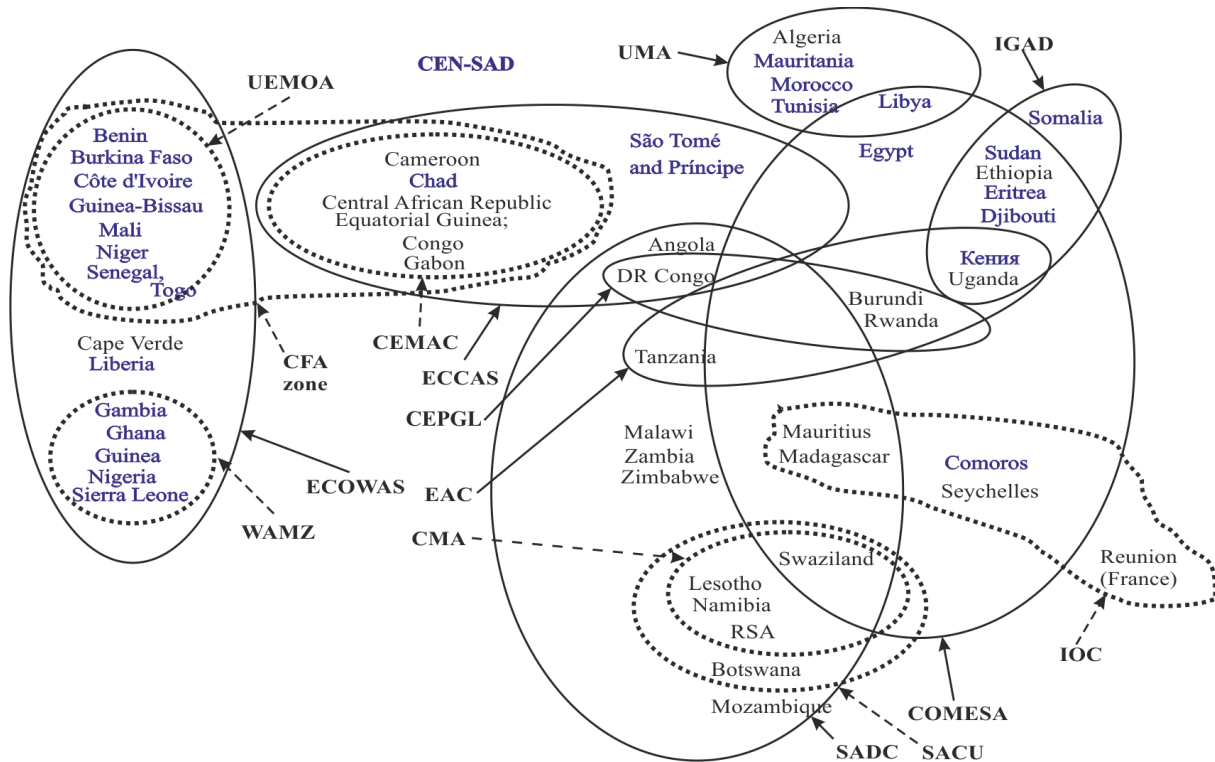 CEN-SAD
UEMOA
Benin
Burkina Faso
Côte d'Ivoire
Guinea-Bissau
Mali
Niger
Senegal,
Togo
Cape Verde
Liberia
Gambia
Ghana
Guinea
Nigeria
Sierra Leone
CFA
zone
ECOWAS
WAMZ
Cameroon
Chad
Central African Republic
Equatorial Guinea;
Congo
Gabon
CEMAC
ECCAS
CEPGL
EAC
CMA
São Tomé
and Príncipe
UMA
Algeria
Mauritania
Morocco
Tunisia
Libya
Egypt
IGAD
Somalia
Sudan
Ethiopia
Eritrea
Djibouti
Кения
Uganda
Angola
DR Congo
Burundi
Rwanda
Tanzania
Malawi
Zambia
Zimbabwe
Mauritius
Madagascar
Comoros
Seychelles
Reunion
(France)
IOC
Swaziland
Lesotho
Namibia
RSA
Botswana
Mozambique
COMESA
SADC
SACU